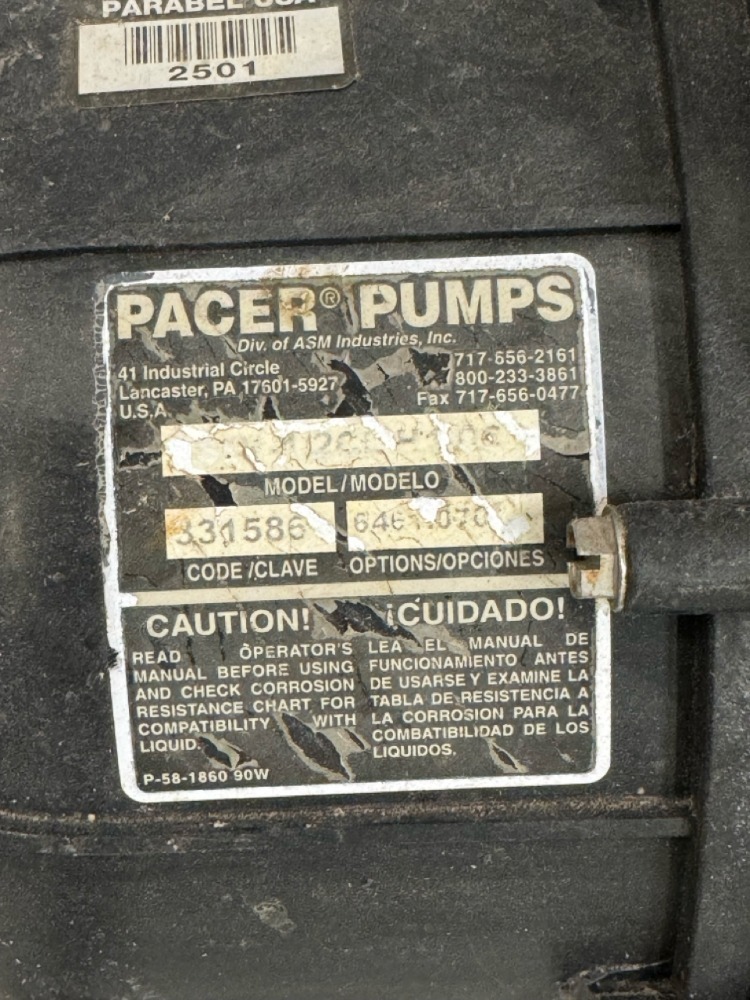 PARABEL USA
2501
PACER® PUMPS
Div. of ASM Industries, Inc.
41 Industrial Circle
Lancaster, PA 17601-5927
U.S.A.
717-656-2161
800-233-3861
Fax 717-656-0477
MODEL/MODELO
331586
CODE/CLAVE
OPTIONS/OPCIONES
CAUTION!
READ OPERATOR'S
MANUAL BEFORE USING
AND CHECK CORROSION
RESISTANCE CHART FOR
COMPATIBILITY WITH
LIQUID.
¡CUIDADO!
LEA EL MANUAL DE
FUNCIONAMIENTO ANTES
DE USARSE Y EXAMINE LA
TABLA DE RESISTENCIA A
LA CORROSION PARA LA
COMBATIBILIDAD DE LOS
LIQUIDOS.
P-58-1860 90W